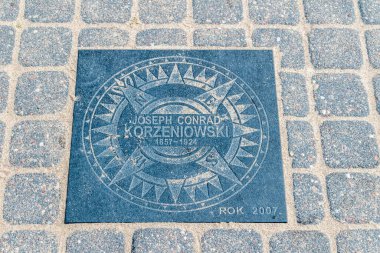 JOSEPH CONRAD
KORZENIOWSKI
1857-1924
ROK 2007